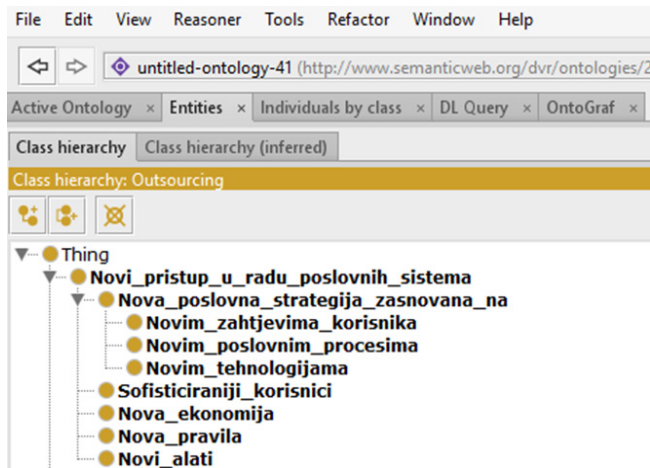 File Edit View Reasoner Tools Refactor Window Help
untitled-ontology-41 (http://www.semanticweb.org/dvr/ontologies/2
Active Ontology × Entities × Individuals by class × DL Query × OntoGraf ×
Class hierarchy Class hierarchy (inferred)
Class hierarchy: Outsourcing
Thing
Novi_pristup_u_radu_poslovnih_sistema
Nova_poslovna_strategija_zasnovana_na
Novim_zahtjevima_korisnika
Novim_poslovnim_procesima
Novim_tehnologijama
Sofisticiraniji_korisnici
Nova_ekonomija
Nova_pravila
Novi_alati